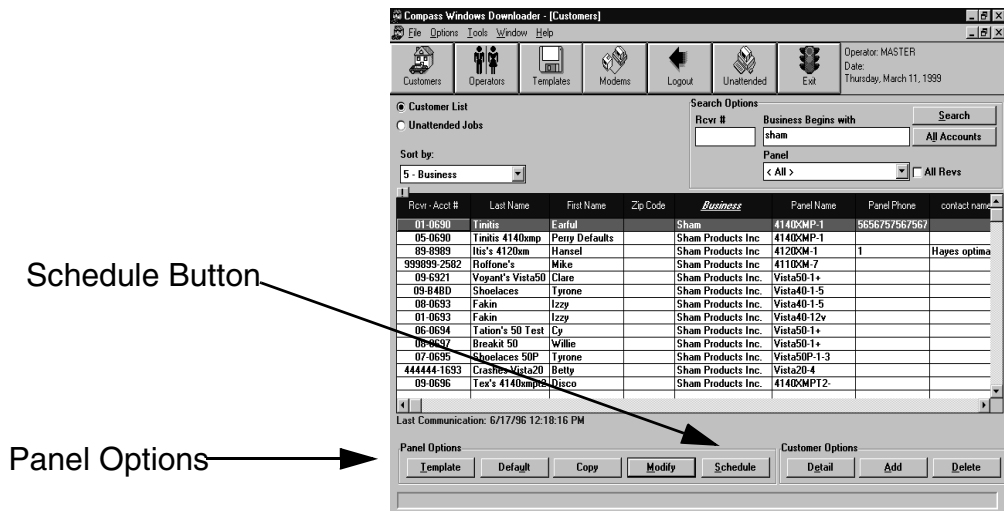 Compass Windows Downloader - [Customers]
File Options Tools Window Help
Customers Operators Templates Modems Logout Unattended Exit
Operator: MASTER
Date:
Thursday, March 11, 1999
Customer List
Unattended Jobs
Sort by:
5 - Business
Search Options
Rcvr # Business Begins with Search
sham All Accounts
Panel
< All > All Revs
!
Rcvr - Acct # Last Name First Name Zip Code Business Panel Name Panel Phone contact name
01-0690 Tinitis Earful Sham 4140XMP-1 5656757567567
05-0690 Tinitis 4140xmp Perry Defaults Sham Products Inc 4140XMP-1
89-8989 Itis's 4120xm Hansel Sham Products Inc 4120XM-1 1 Hayes optima
999899-2582 Roffone's Mike Sham Products Inc 4110XM-7
09-6921 Voyant's Vista50 Clare Sham Products Inc. Vista50-1+
09-B4BD Shoelaces Tyrone Sham Products Inc. Vista40-1-5
08-0693 Fakin Izzy Sham Products Inc. Vista40-1-5
01-0693 Fakin Izzy Sham Products Inc. Vista40-12v
06-0694 Tation's 50 Test Cy Sham Products Inc. Vista50-1+
08-0697 Breakit 50 Willie Sham Products Inc. Vista50-1+
07-0695 Shoelaces 50P Tyrone Sham Products Inc. Vista50P-1-3
444444-1693 Crashes Vista20 Betty Sham Products Inc. Vista20-4
09-0696 Tex's 4140xmpt2 Disco Sham Products Inc. 4140XMPT2-
Last Communication: 6/17/96 12:18:16 PM
Panel Options
Template Default Copy Modify Schedule
Customer Options
Detail Add Delete
Schedule Button
Panel Options